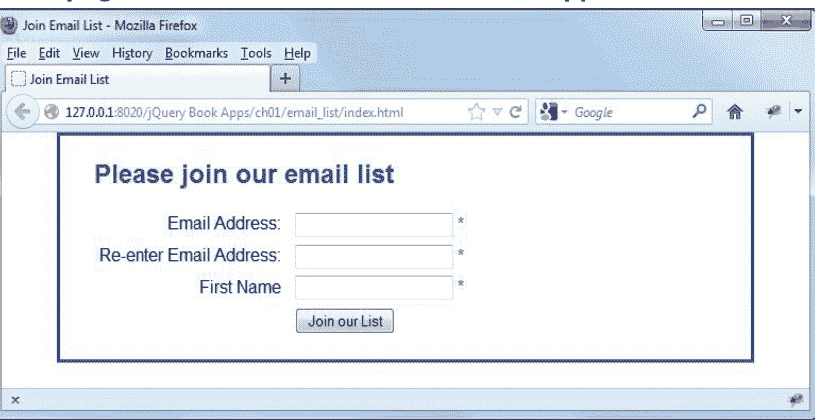 Join Email List - Mozilla Firefox
File Edit View History Bookmarks Tools Help
Join Email List +
127.0.0.1:8020/jQuery Book Apps/ch01/email_list/index.html Google
Please join our email list
Email Address: *
Re-enter Email Address: *
First Name *
Join our List
x